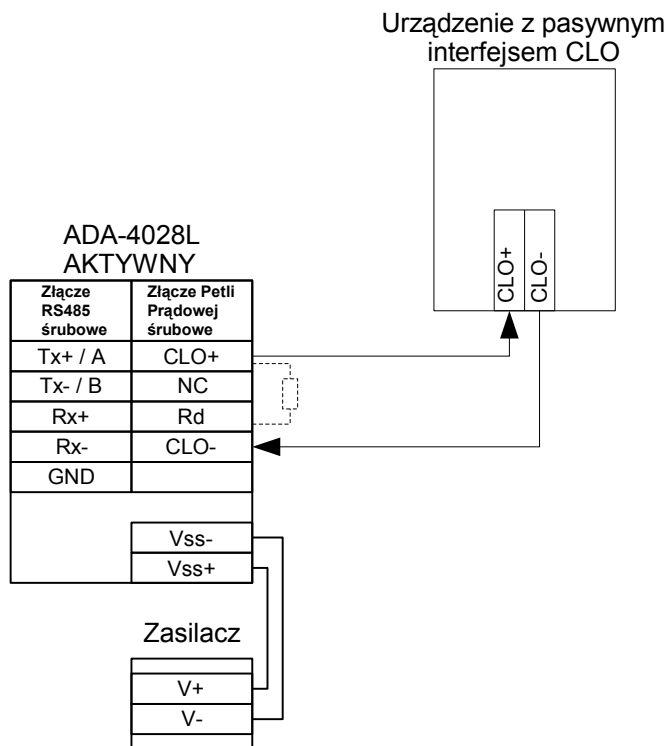 Urządzenie z pasywnym
interfejsem CLO
CLO+
CLO-
ADA-4028L
AKTYWNY
Złącze
RS485
śrubowe
Złącze Petli
Prądowej
śrubowe
Tx+ / A
CLO+
Tx- / B
NC
Rx+
Rd
Rx-
CLO-
GND
Vss-
Vss+
Zasilacz
V+
V-